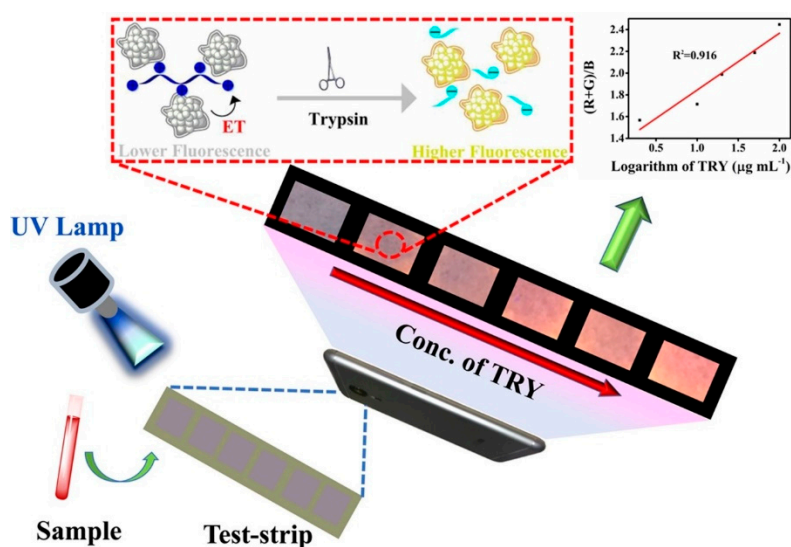 ET
Trypsin
Lower Fluorescence
Higher Fluorescence
(R+G)/B
2.4
2.2
2.0
1.8
1.6
1.4
R²=0.916
0.5 1.0 1.5 2.0
Logarithm of TRY (μg mL⁻¹)
UV Lamp
Conc. of TRY
Sample
Test-strip